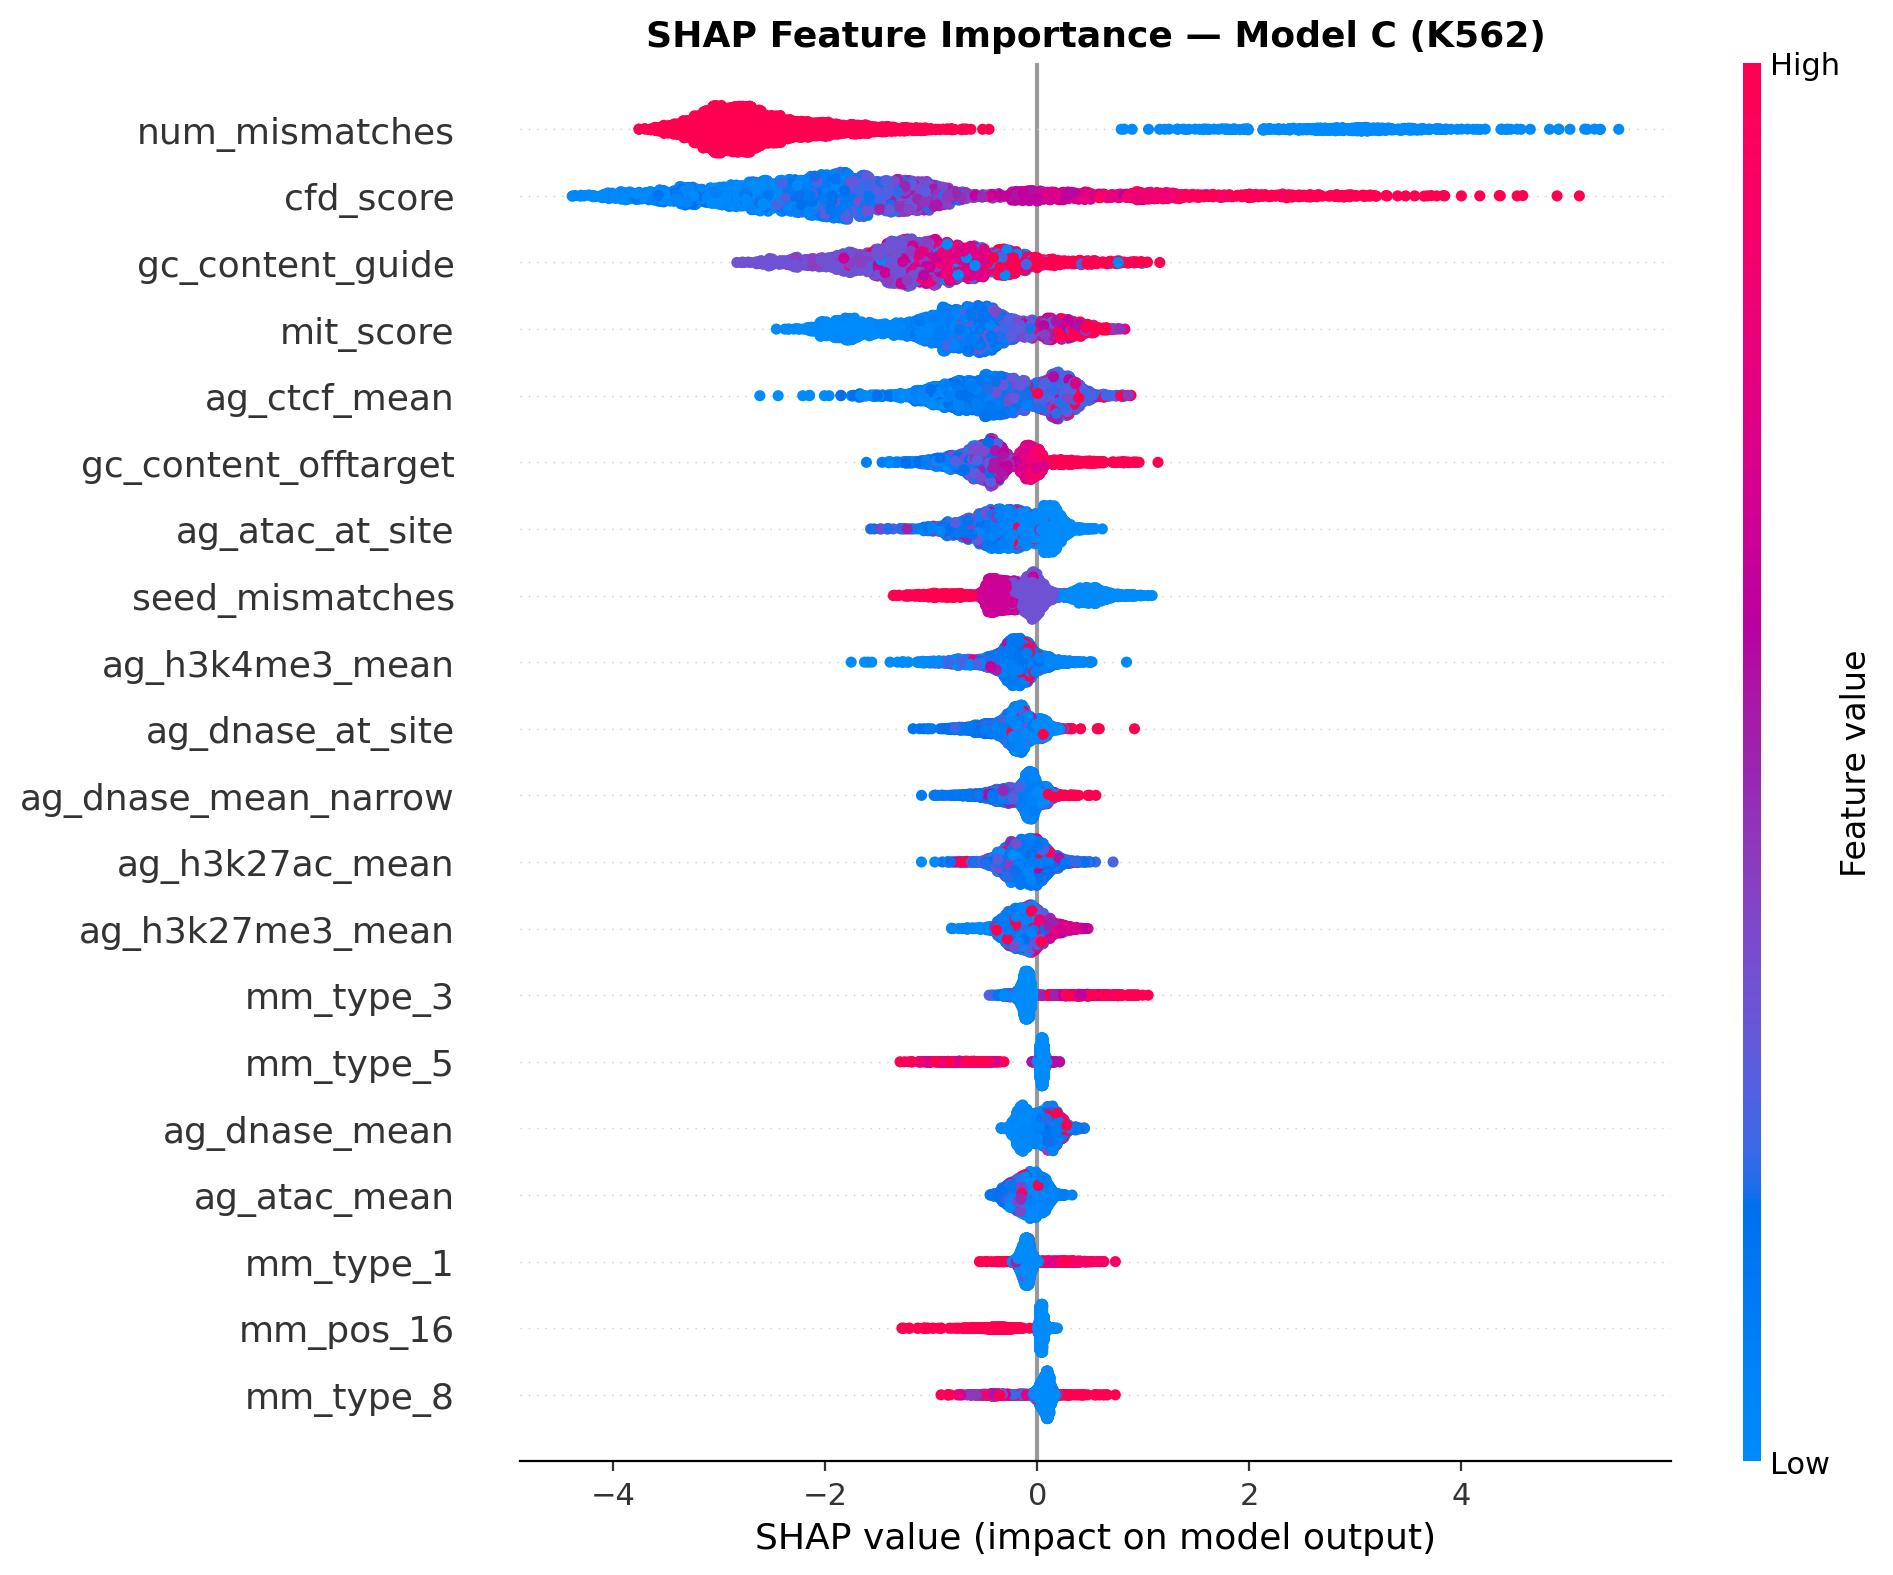 SHAP Feature Importance — Model C (K562)
High
num_mismatches
cfd_score
gc_content_guide
mit_score
ag_ctcf_mean
gc_content_offtarget
ag_atac_at_site
seed_mismatches
ag_h3k4me3_mean
ag_dnase_at_site
ag_dnase_mean_narrow
ag_h3k27ac_mean
ag_h3k27me3_mean
mm_type_3
mm_type_5
ag_dnase_mean
ag_atac_mean
mm_type_1
mm_pos_16
mm_type_8
Feature value
Low
−4 −2 0 2 4
SHAP value (impact on model output)